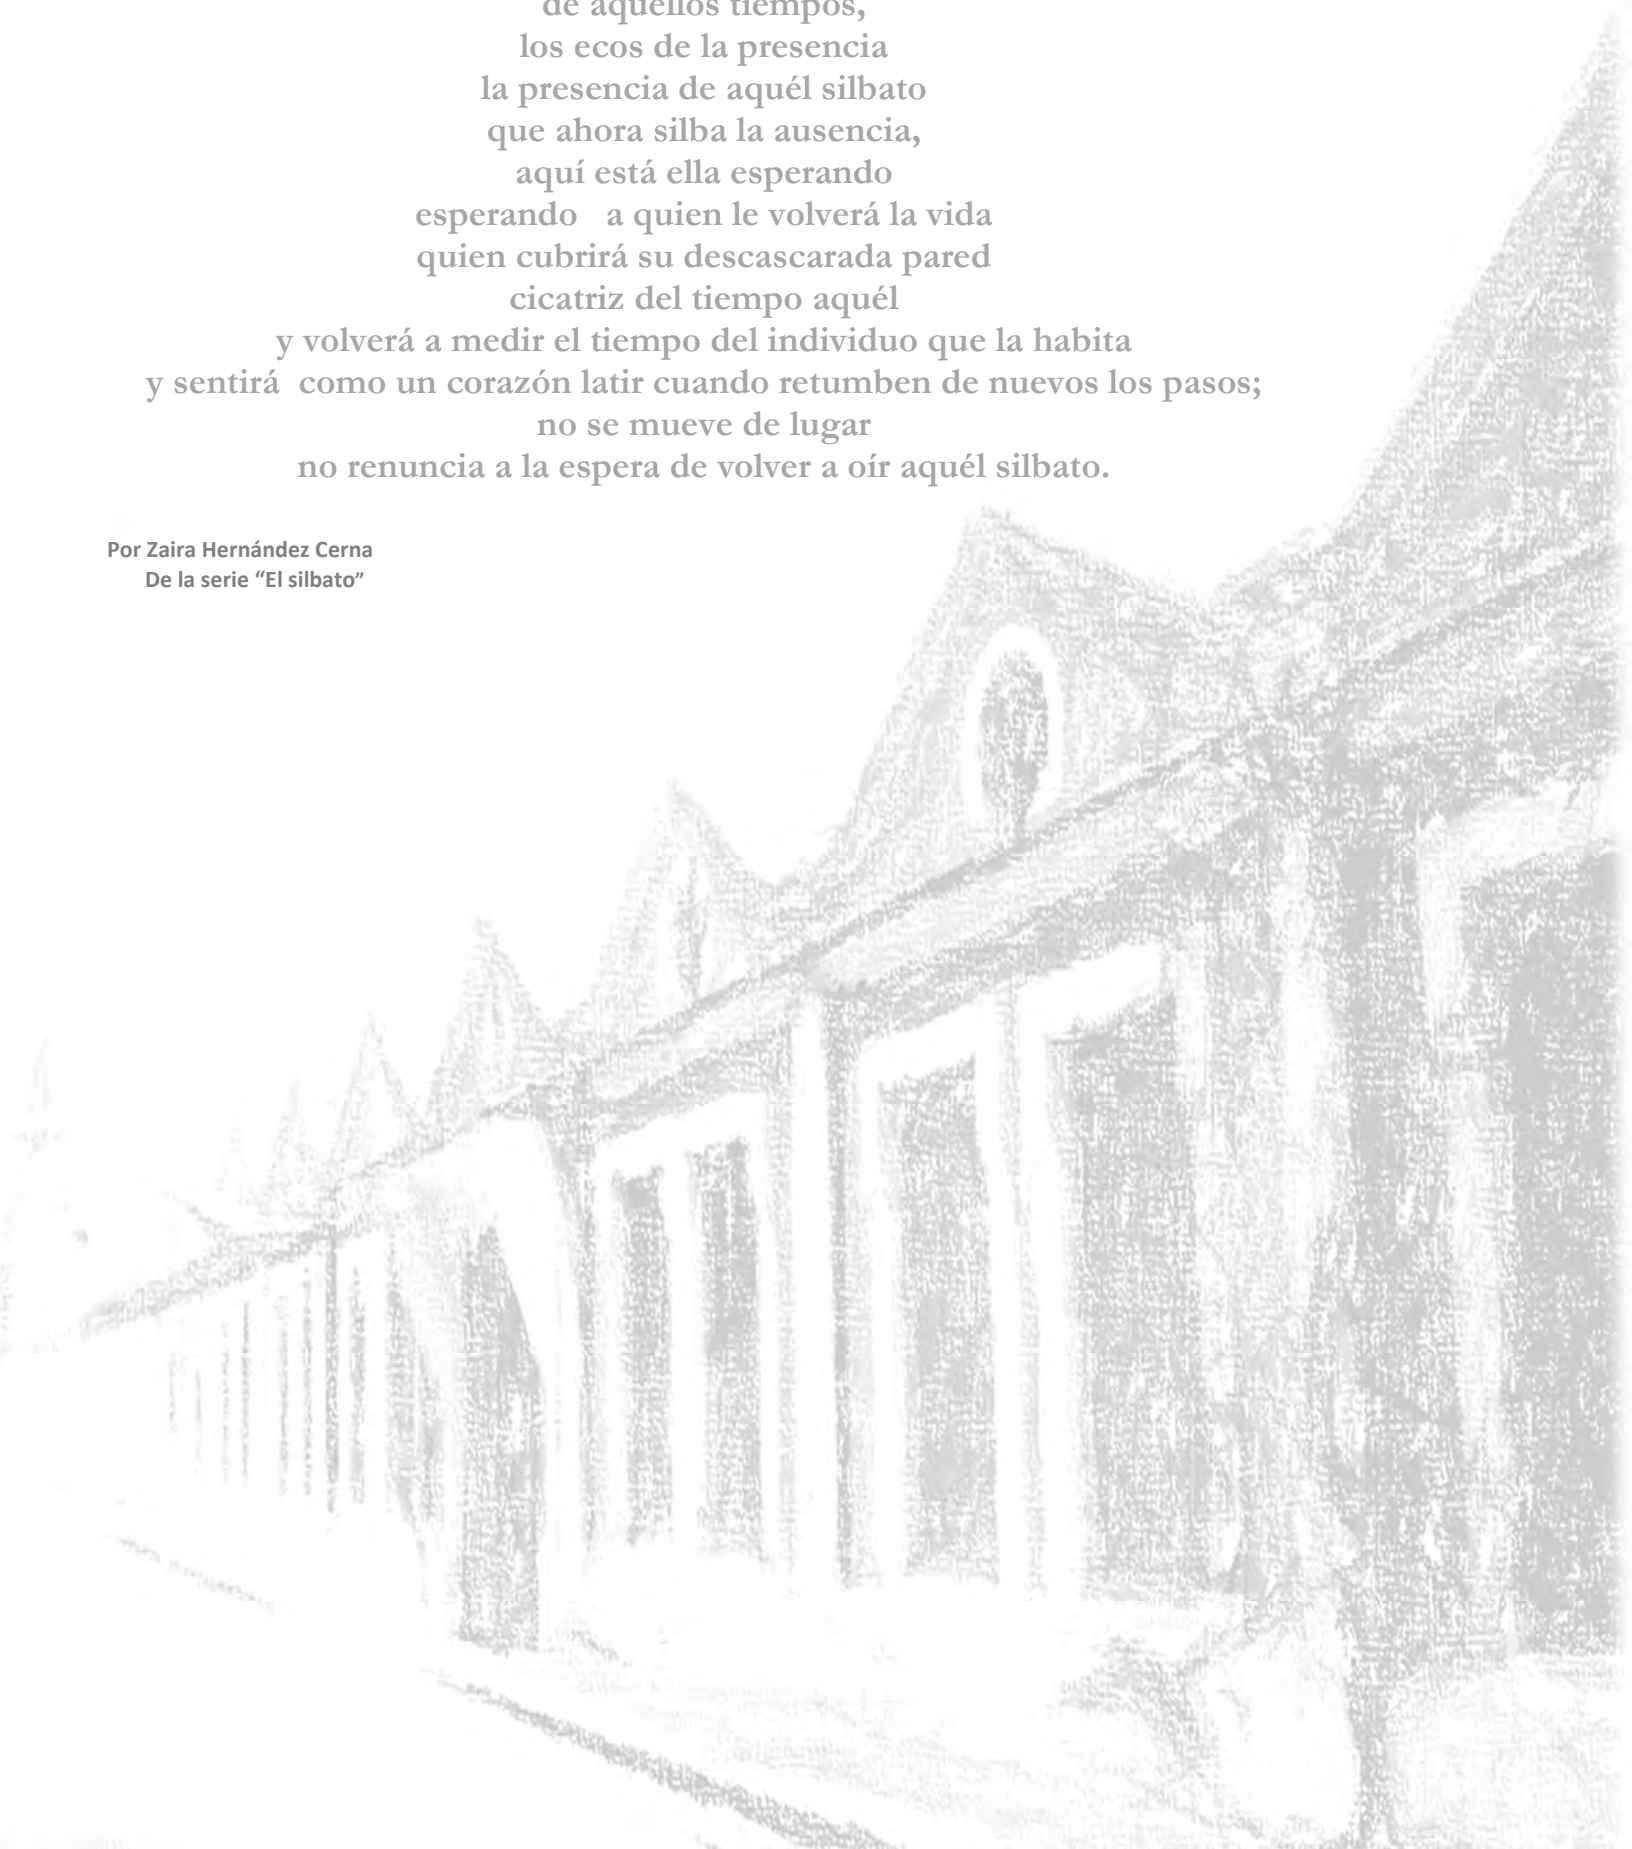 de aquellos tiempos,
los ecos de la presencia
la presencia de aquél silbato
que ahora silba la ausencia,
aquí está ella esperando
esperando   a quien le volverá la vida
quien cubrirá su descascarada pared
cicatriz del tiempo aquél
y volverá a medir el tiempo del individuo que la habita
y sentirá  como un corazón latir cuando retumben de nuevos los pasos;
no se mueve de lugar
no renuncia a la espera de volver a oír aquél silbato.
Por Zaira Hernández Cerna
De la serie “El silbato”